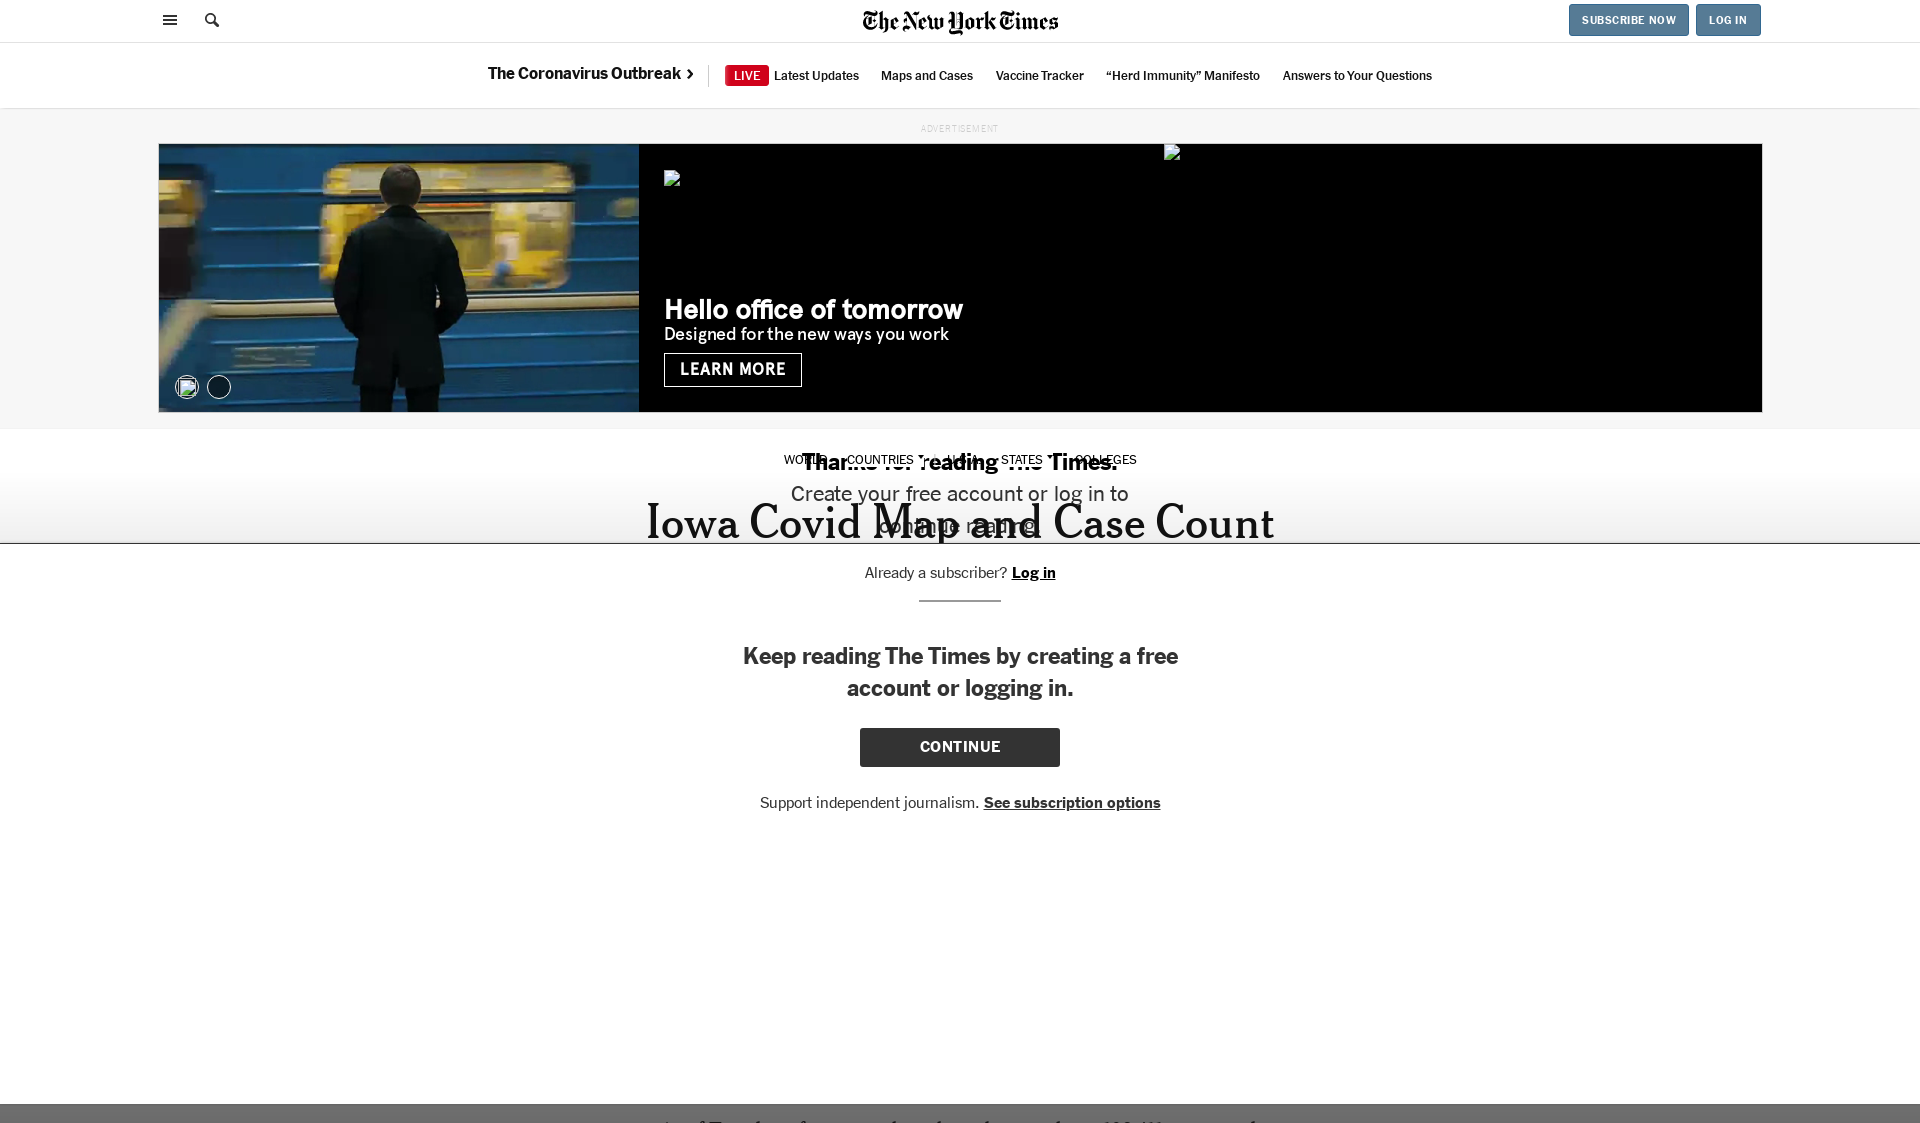 The New York Times
SUBSCRIBE NOW
LOG IN
The Coronavirus Outbreak
LIVE Latest Updates
Maps and Cases
Vaccine Tracker
“Herd Immunity” Manifesto
Answers to Your Questions
ADVERTISEMENT
Hello office of tomorrow
Designed for the new ways you work
LEARN MORE
WORLD COUNTRIES U.S.A. STATES COLLEGES
Thanks for reading The Times.
Create your free account or log in to
continue reading.
Iowa Covid Map and Case Count
Already a subscriber? Log in
Keep reading The Times by creating a free
account or logging in.
CONTINUE
Support independent journalism. See subscription options